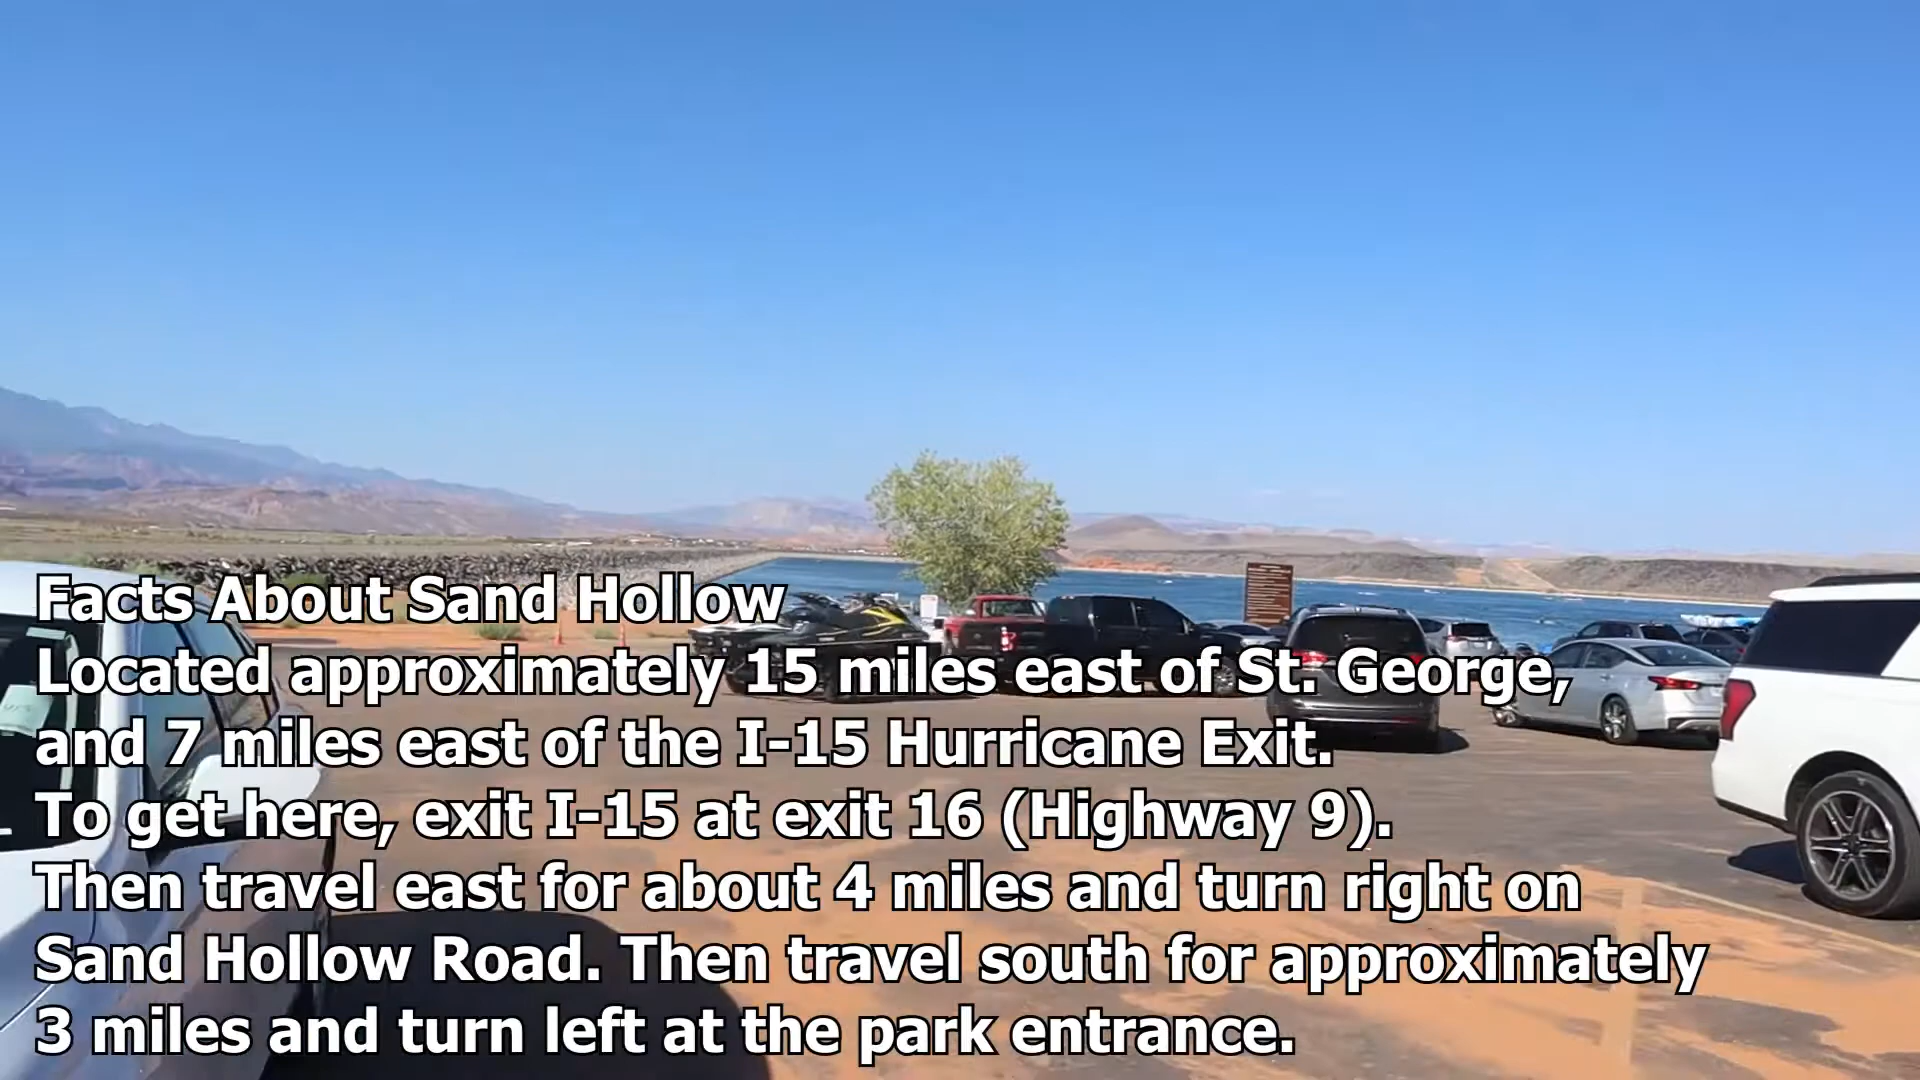 Facts About Sand Hollow
Located approximately 15 miles east of St. George,
and 7 miles east of the I-15 Hurricane Exit.
To get here, exit I-15 at exit 16 (Highway 9).
Then travel east for about 4 miles and turn right on
Sand Hollow Road. Then travel south for approximately
3 miles and turn left at the park entrance.